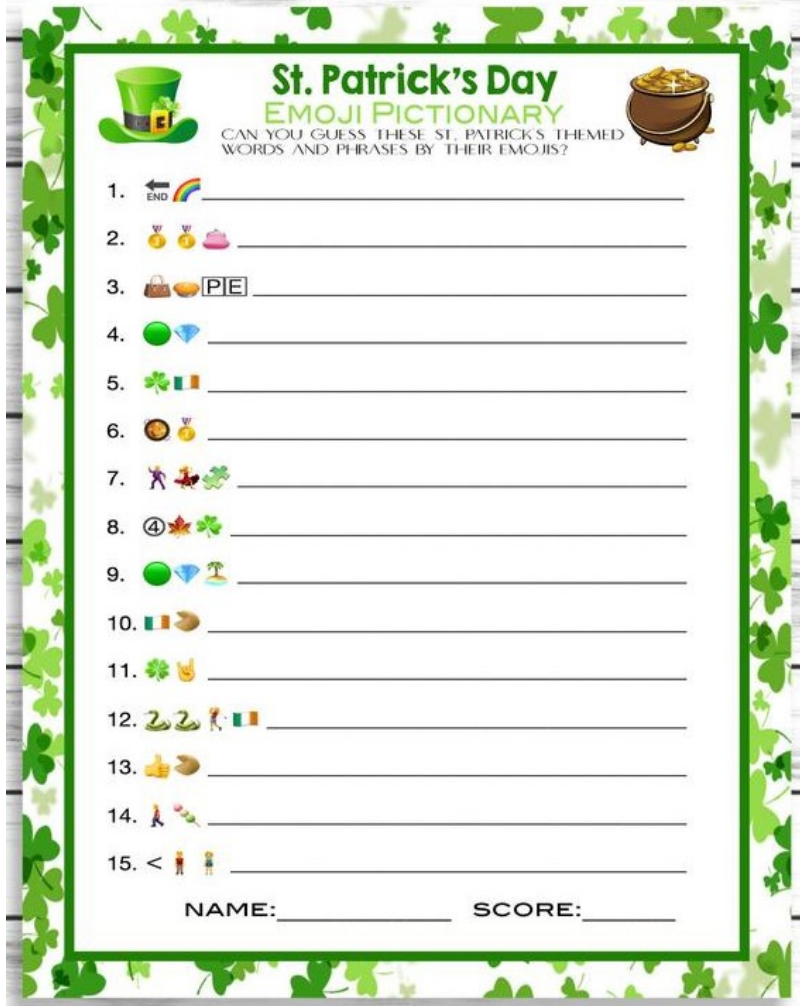 St. Patrick's Day
EMOJI PICTIONARY
CAN YOU GUESS THESE ST. PATRICK'S THEMED
WORDS AND PHRASES BY THEIR EMOJIS?
1. END
2.
3. PE
4.
5.
6.
7.
8. ④
9.
10.
11.
12.
13.
14.
15. <
NAME: SCORE: